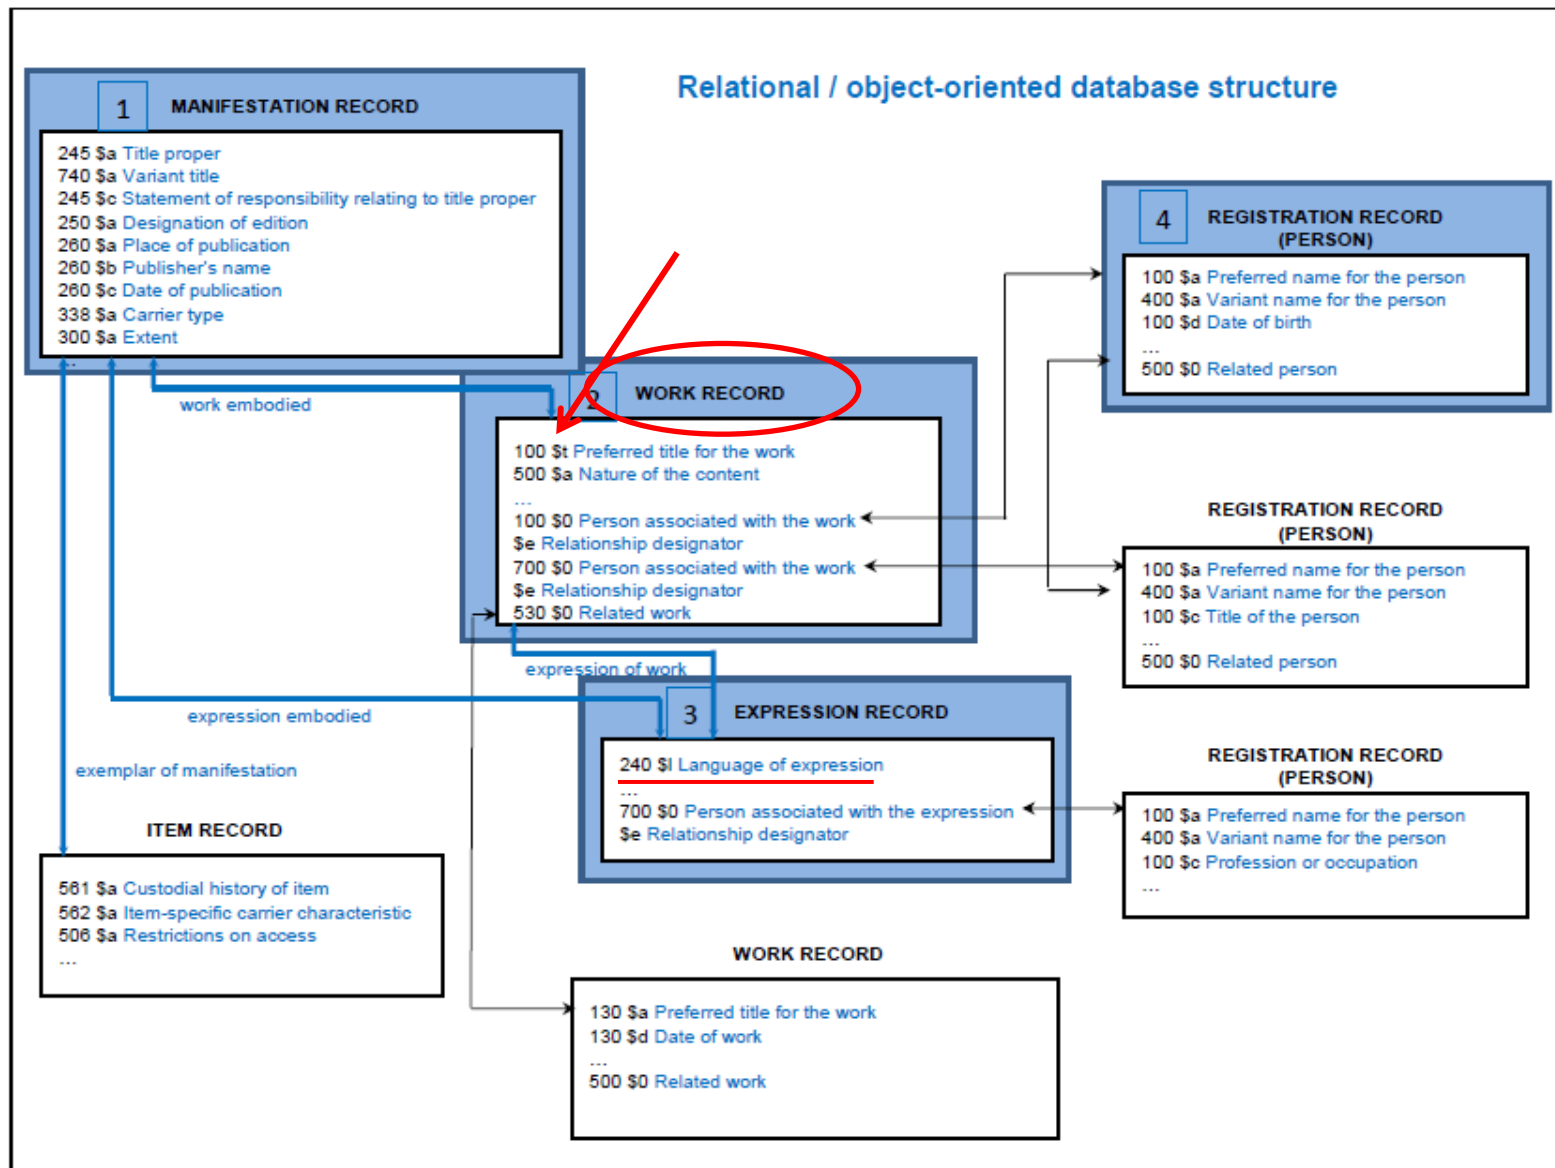 Relational / object-oriented database structure
1 MANIFESTATION RECORD
245 $a Title proper
740 $a Variant title
245 $c Statement of responsibility relating to title proper
250 $a Designation of edition
260 $a Place of publication
260 $b Publisher's name
260 $c Date of publication
338 $a Carrier type
300 $a Extent
...
work embodied
2 WORK RECORD
100 $t Preferred title for the work
500 $a Nature of the content
...
100 $0 Person associated with the work
$e Relationship designator
700 $0 Person associated with the work
$e Relationship designator
530 $0 Related work
expression of work
expression embodied
3 EXPRESSION RECORD
240 $l Language of expression
...
700 $0 Person associated with the expression
$e Relationship designator
exemplar of manifestation
ITEM RECORD
561 $a Custodial history of item
562 $a Item-specific carrier characteristic
506 $a Restrictions on access
...
WORK RECORD
130 $a Preferred title for the work
130 $d Date of work
...
500 $0 Related work
4 REGISTRATION RECORD
(PERSON)
100 $a Preferred name for the person
400 $a Variant name for the person
100 $d Date of birth
...
500 $0 Related person
REGISTRATION RECORD
(PERSON)
100 $a Preferred name for the person
400 $a Variant name for the person
100 $c Title of the person
...
500 $0 Related person
REGISTRATION RECORD
(PERSON)
100 $a Preferred name for the person
400 $a Variant name for the person
100 $c Profession or occupation
...